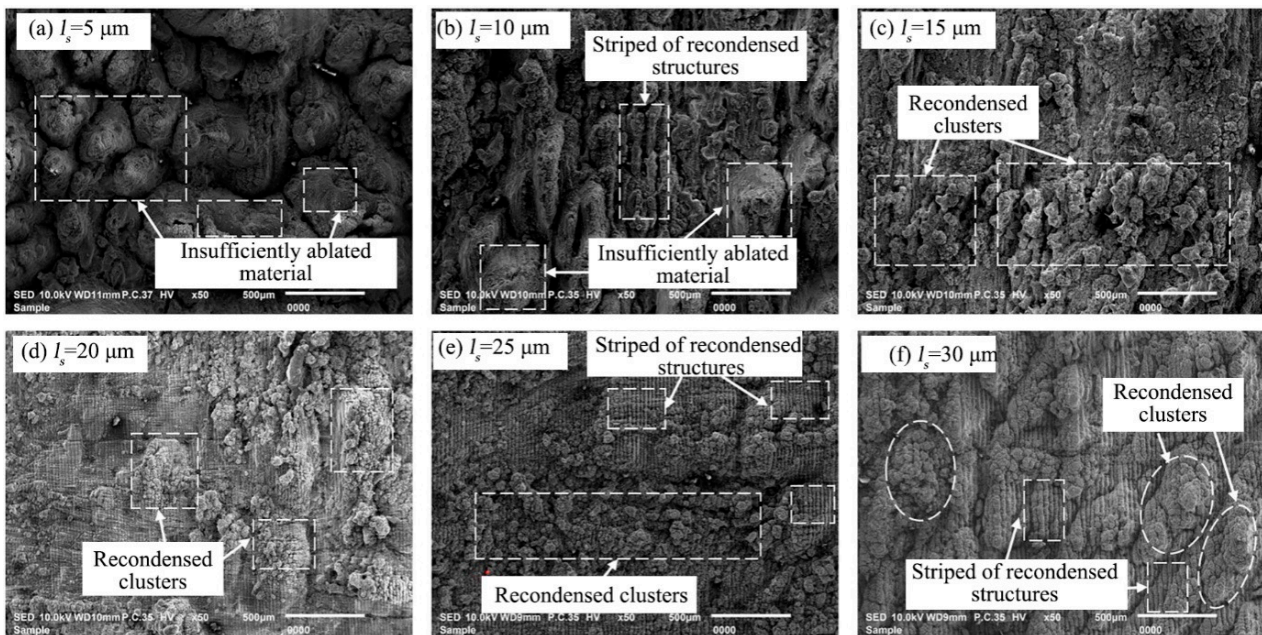 (a) lₛ=5 μm
Insufficiently ablated
material
SED 10.0kV WD11mm P.C.37 HV x50 500μm
0000
Sample
(b) lₛ=10 μm
Striped of recondensed
structures
Insufficiently ablated
material
SED 10.0kV WD10mm P.C.35 HV x50 500μm
0000
Sample
(c) lₛ=15 μm
Recondensed
clusters
SED 10.0kV WD10mm P.C.35 HV x50 500μm
0000
Sample
(d) lₛ=20 μm
Recondensed
clusters
SED 10.0kV WD10mm P.C.35 HV x50 500μm
0000
Sample
(e) lₛ=25 μm
Striped of recondensed
structures
Recondensed clusters
SED 10.0kV WD9mm P.C.35 HV x50 500μm
0000
Sample
(f) lₛ=30 μm
Recondensed
clusters
Striped of recondensed
structures
SED 10.0kV WD9mm P.C.35 HV x50 500μm
0000
Sample